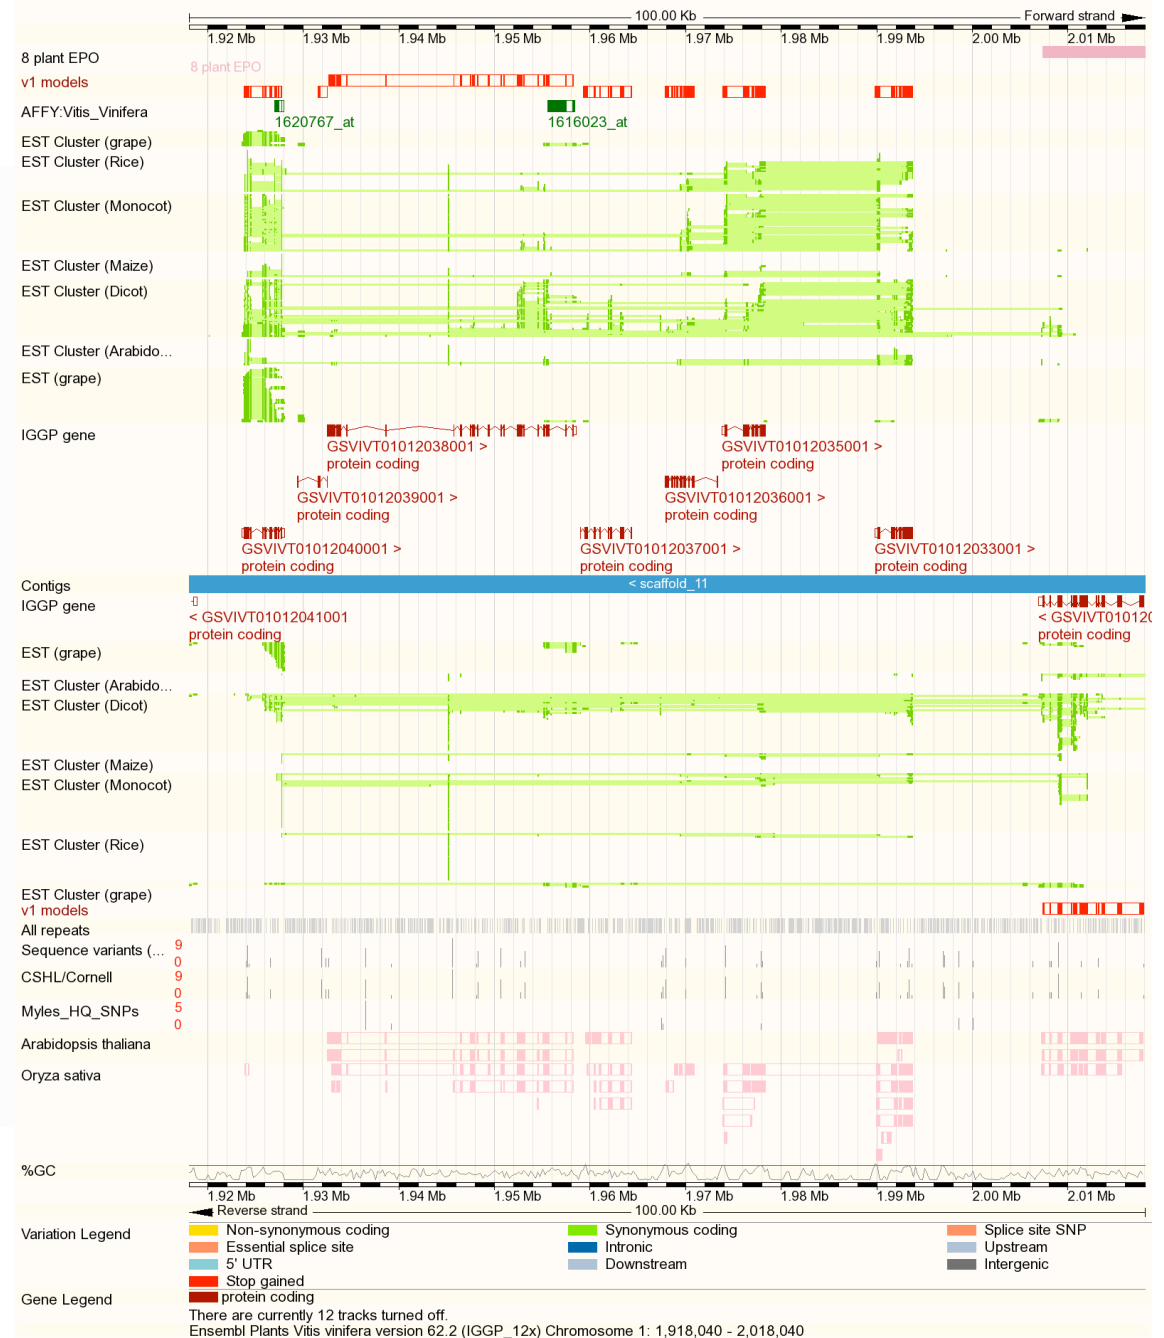 100.00 Kb Forward strand
1.92 Mb 1.93 Mb 1.94 Mb 1.95 Mb 1.96 Mb 1.97 Mb 1.98 Mb 1.99 Mb 2.00 Mb 2.01 Mb
8 plant EPO
8 plant EPO
v1 models
AFFY:Vitis_Vinifera
1620767_at 1616023_at
EST Cluster (grape)
EST Cluster (Rice)
EST Cluster (Monocot)
EST Cluster (Maize)
EST Cluster (Dicot)
EST Cluster (Arabido...
EST (grape)
IGGP gene
GSVIVT01012038001 > GSVIVT01012035001 >
protein coding protein coding
GSVIVT01012039001 > GSVIVT01012036001 >
protein coding protein coding
GSVIVT01012040001 > GSVIVT01012037001 > GSVIVT01012033001 >
protein coding protein coding protein coding
Contigs < scaffold_11
IGGP gene
< GSVIVT01012041001 < GSVIVT010120
protein coding protein coding
EST (grape)
EST Cluster (Arabido...
EST Cluster (Dicot)
EST Cluster (Maize)
EST Cluster (Monocot)
EST Cluster (Rice)
EST Cluster (grape)
v1 models
All repeats
Sequence variants (... 9
0
CSHL/Cornell 9
0
Myles_HQ_SNPs 5
0
Arabidopsis thaliana
Oryza sativa
%GC
1.92 Mb 1.93 Mb 1.94 Mb 1.95 Mb 1.96 Mb 1.97 Mb 1.98 Mb 1.99 Mb 2.00 Mb 2.01 Mb
Reverse strand 100.00 Kb
Variation Legend Non-synonymous coding Synonymous coding Splice site SNP
Essential splice site Intronic Upstream
5' UTR Downstream Intergenic
Stop gained
Gene Legend protein coding
There are currently 12 tracks turned off.
Ensembl Plants Vitis vinifera version 62.2 (IGGP_12x) Chromosome 1: 1,918,040 - 2,018,040